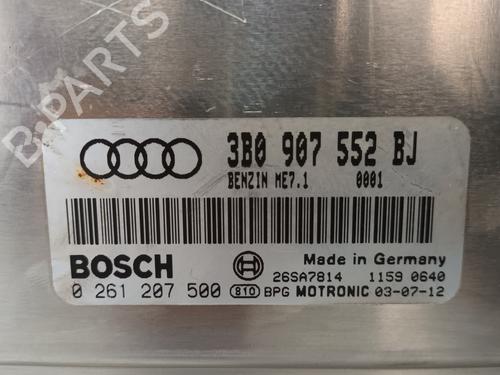 B-PARTS
3B0 907 552 BJ
BENZIN ME7.1 0001
BOSCH
Made in Germany
26SA7814 1159 0640
0 261 207 500 810 BPG MOTRONIC 03-07-12